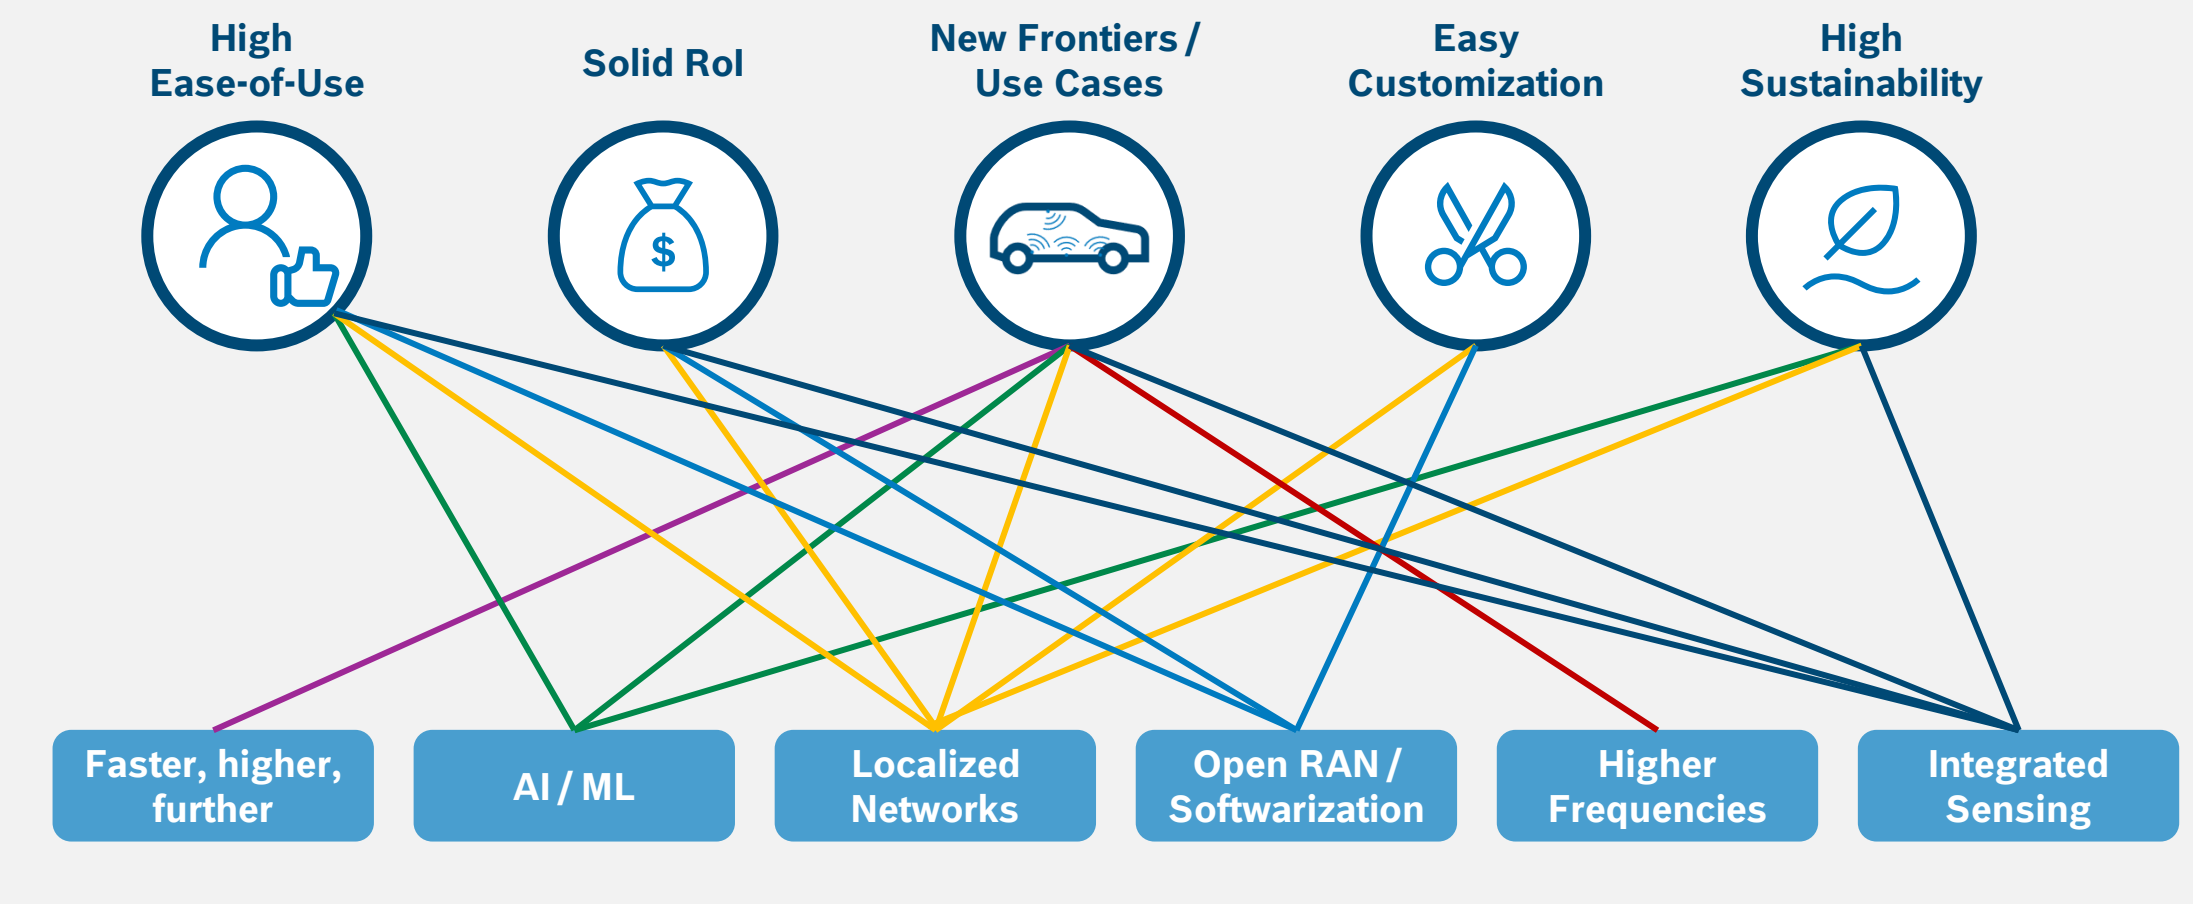 High
Ease-of-Use
Solid RoI
New Frontiers /
Use Cases
Easy
Customization
High
Sustainability
$
Faster, higher,
further
AI / ML
Localized
Networks
Open RAN /
Softwarization
Higher
Frequencies
Integrated
Sensing